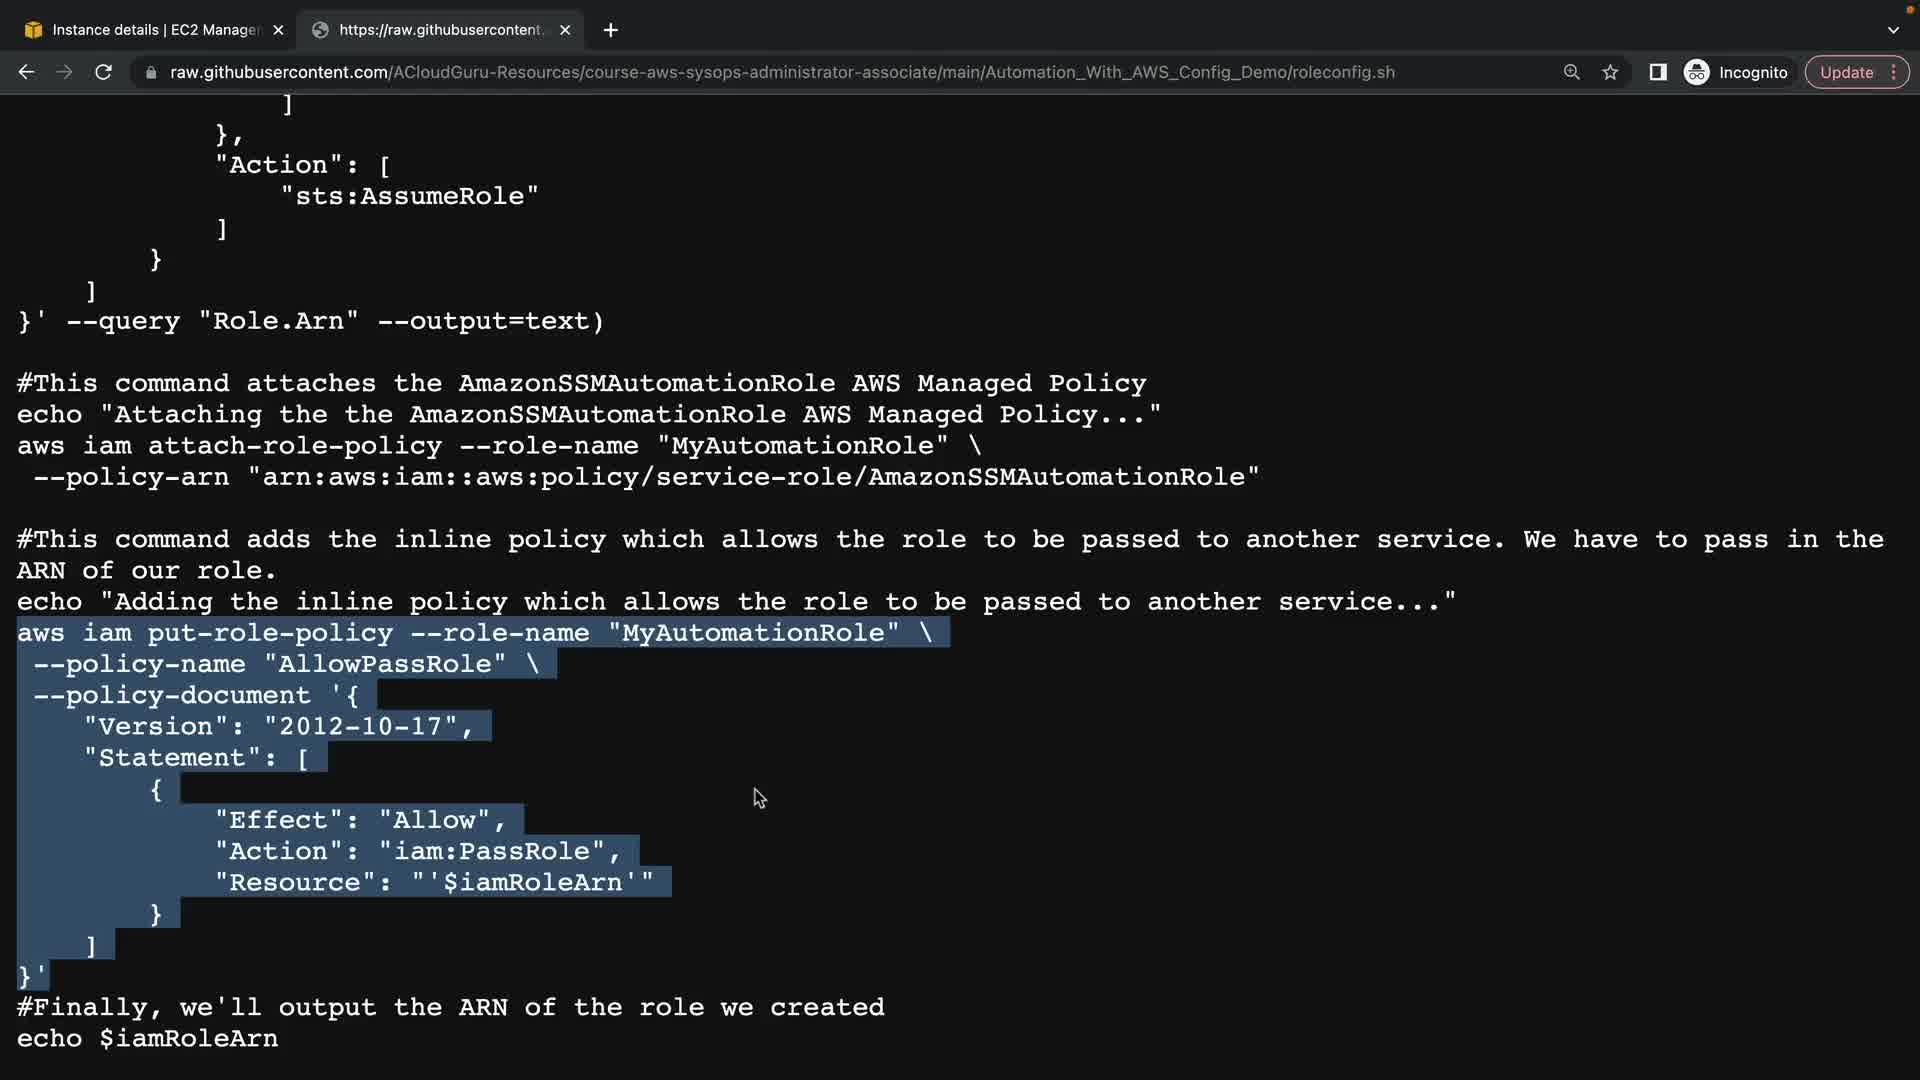 Instance details | EC2 Manager
https://raw.githubusercontent.
raw.githubusercontent.com/ACloudGuru-Resources/course-aws-sysops-administrator-associate/main/Automation_With_AWS_Config_Demo/roleconfig.sh
Incognito
Update
]
},
"Action": [
"sts:AssumeRole"
]
}
]
}' --query "Role.Arn" --output=text)
#This command attaches the AmazonSSMAutomationRole AWS Managed Policy
echo "Attaching the the AmazonSSMAutomationRole AWS Managed Policy..."
aws iam attach-role-policy --role-name "MyAutomationRole" \
--policy-arn "arn:aws:iam::aws:policy/service-role/AmazonSSMAutomationRole"
#This command adds the inline policy which allows the role to be passed to another service. We have to pass in the
ARN of our role.
echo "Adding the inline policy which allows the role to be passed to another service..."
aws iam put-role-policy --role-name "MyAutomationRole" \
--policy-name "AllowPassRole" \
--policy-document '{
"Version": "2012-10-17",
"Statement": [
{
"Effect": "Allow",
"Action": "iam:PassRole",
"Resource": "'$iamRoleArn'"
}
]
}'
#Finally, we'll output the ARN of the role we created
echo $iamRoleArn